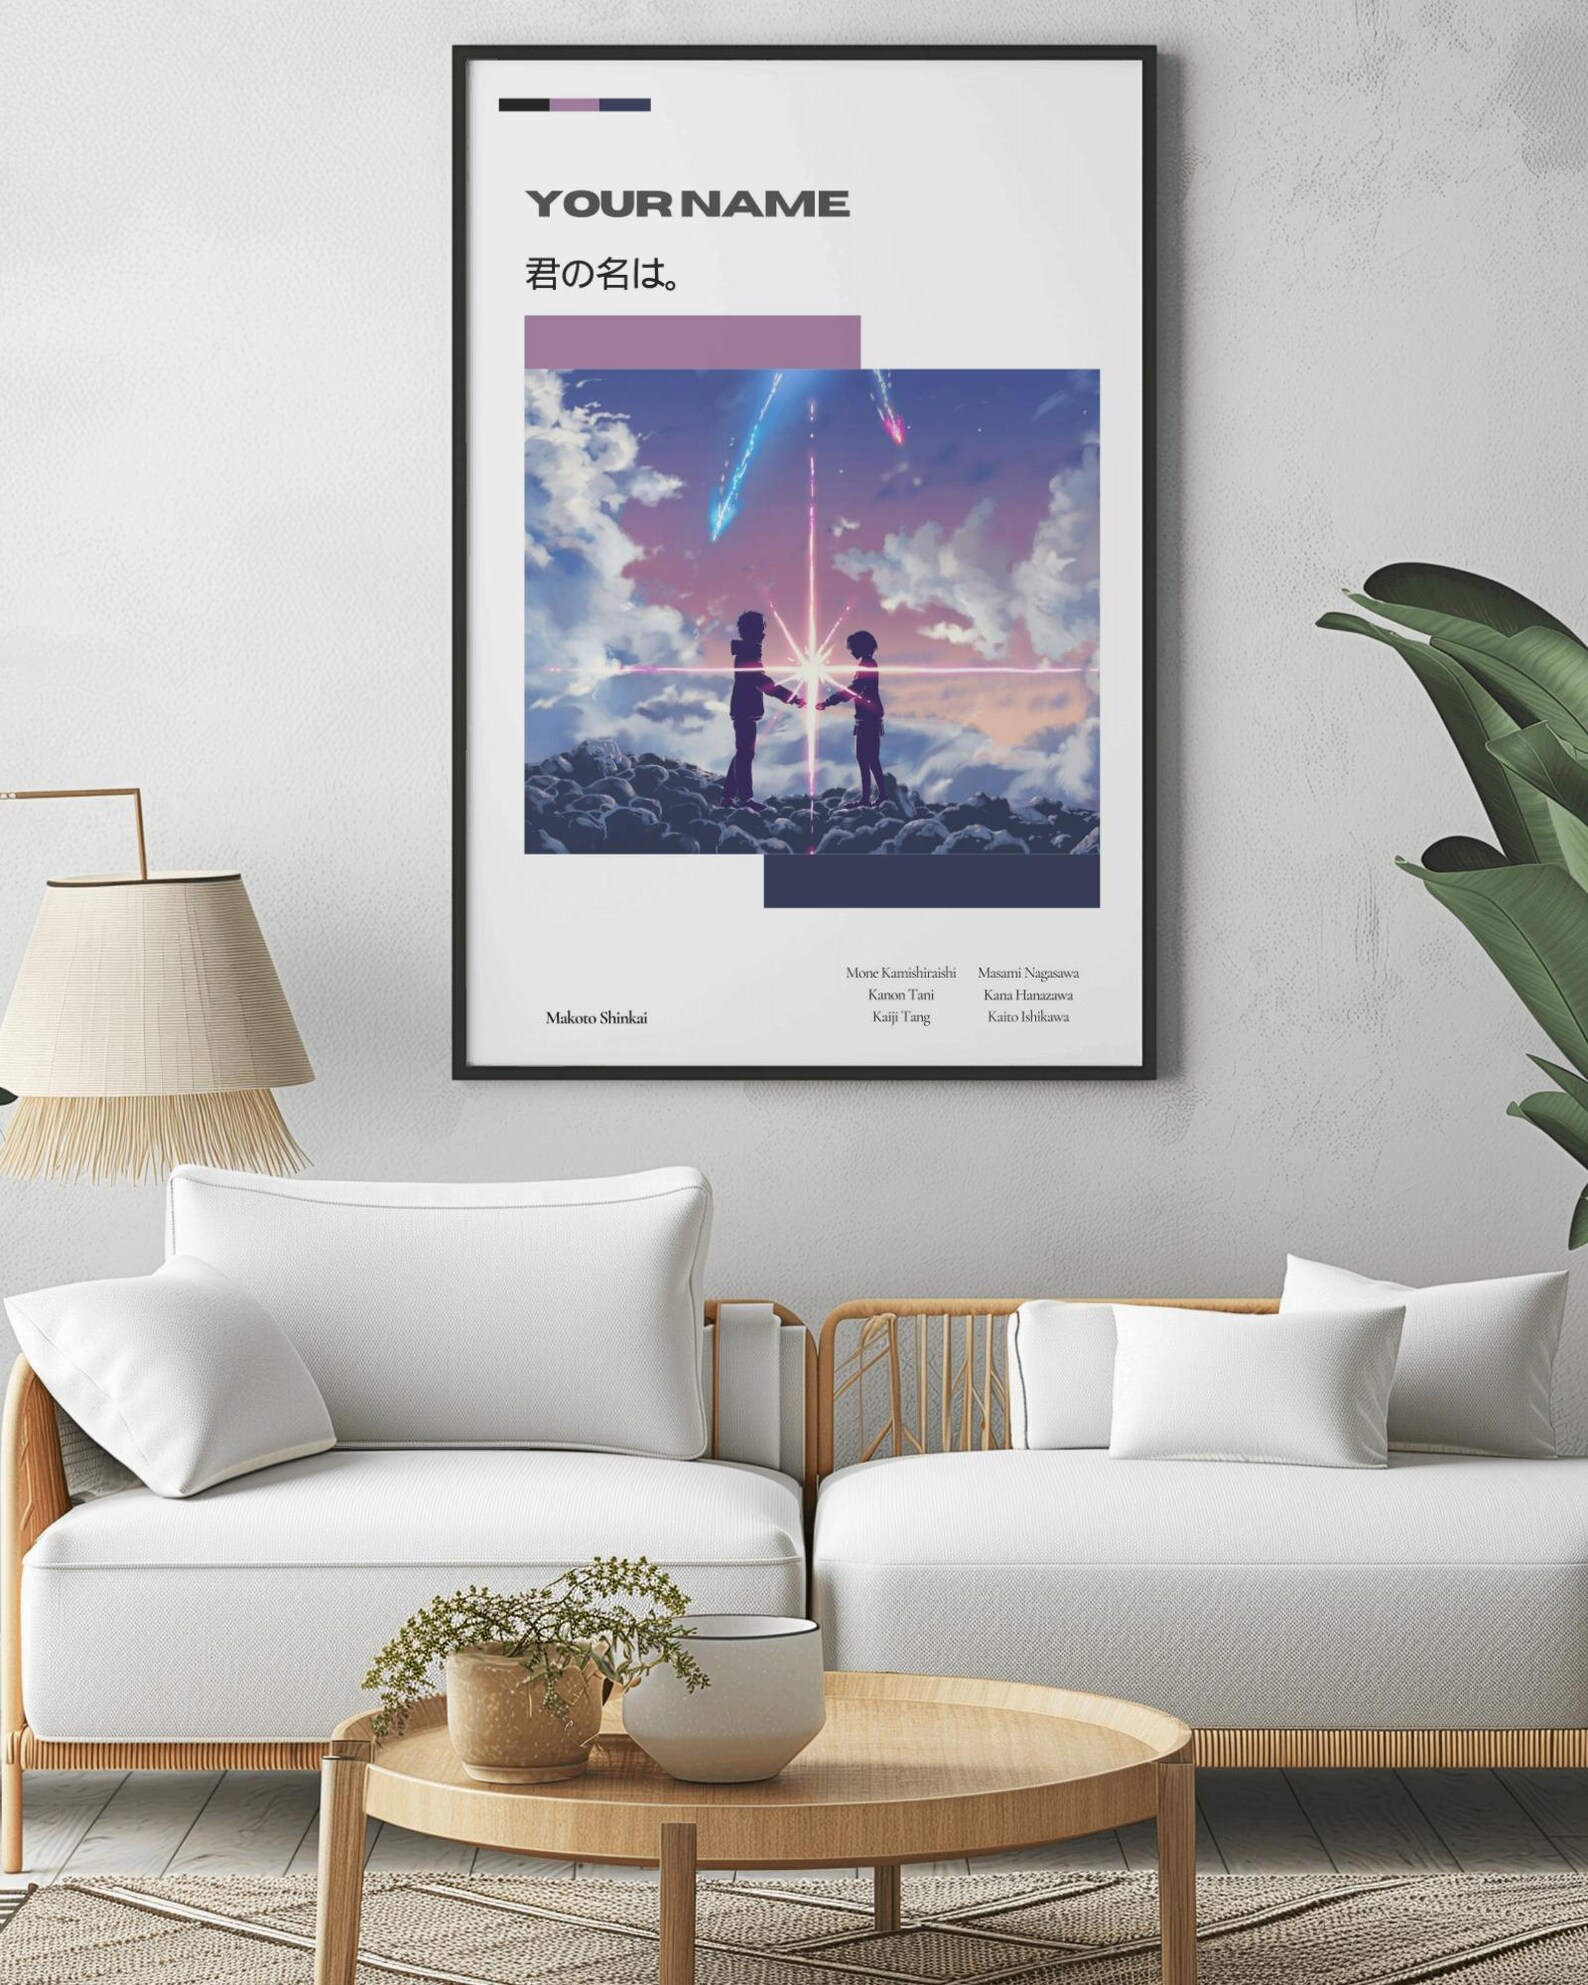 YOUR NAME
君の名は。
Makoto Shinkai
Mone Kamishiraishi
Kanon Tani
Kaiji Tang
Masami Nagasawa
Kana Hanazawa
Kaito Ishikawa